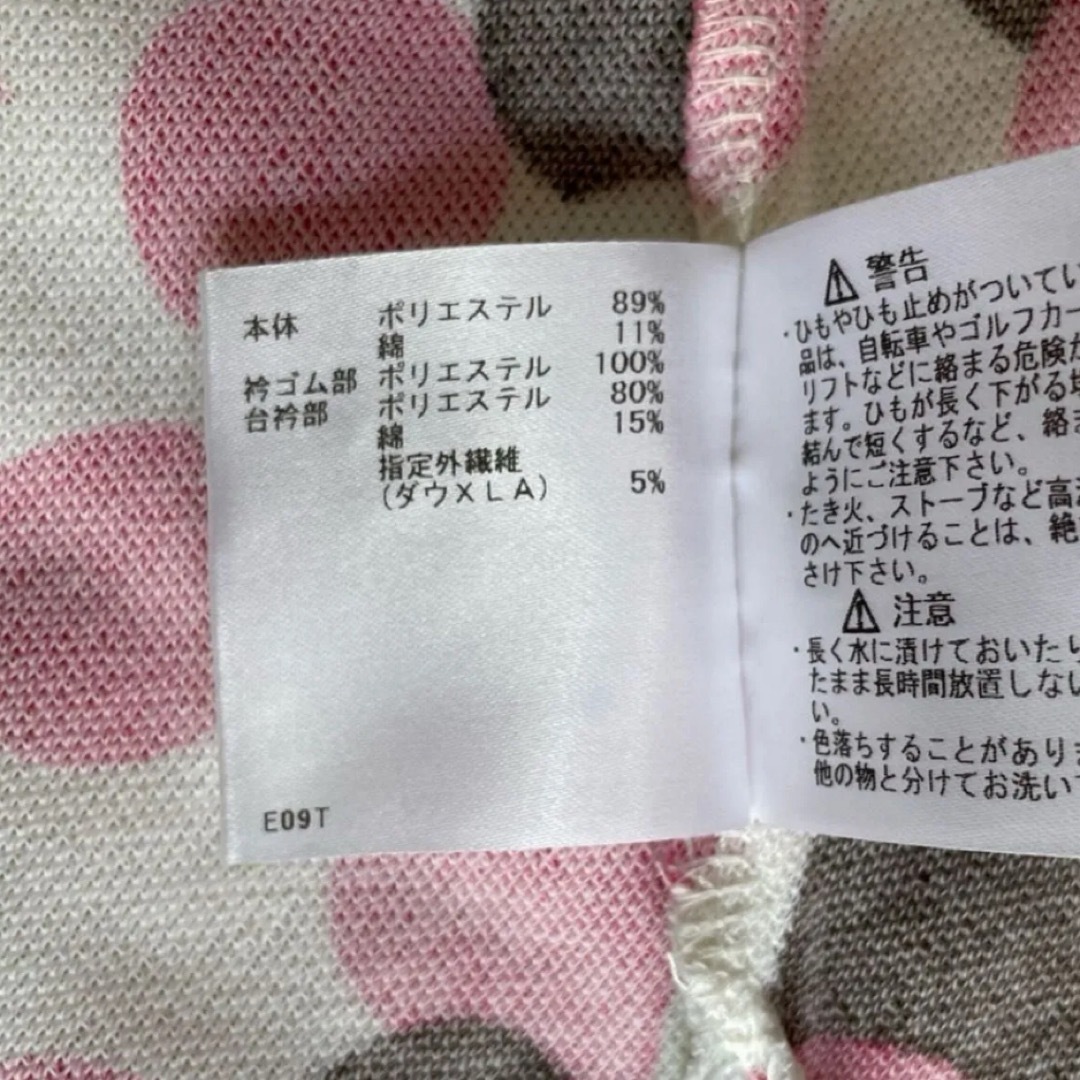 本体 ポリエステル 89%
綿 11%
衿ゴム部 ポリエステル 100%
台衿部 ポリエステル 80%
綿 15%
指定外繊維
(ダウXLA) 5%
E09T
警告
・ひもやひも止めがついてい
品は、自転車やゴルフカー
リフトなどに絡まる危険が
ます。ひもが長く下がる場
結んで短くするなど、絡ま
ようにご注意下さい。
・たき火、ストーブなど高温
のへ近づけることは、絶
さけ下さい。
注意
・長く水に漬けておいたり
たまま長時間放置しない
い。
・色落ちすることがありま
他の物と分けてお洗い